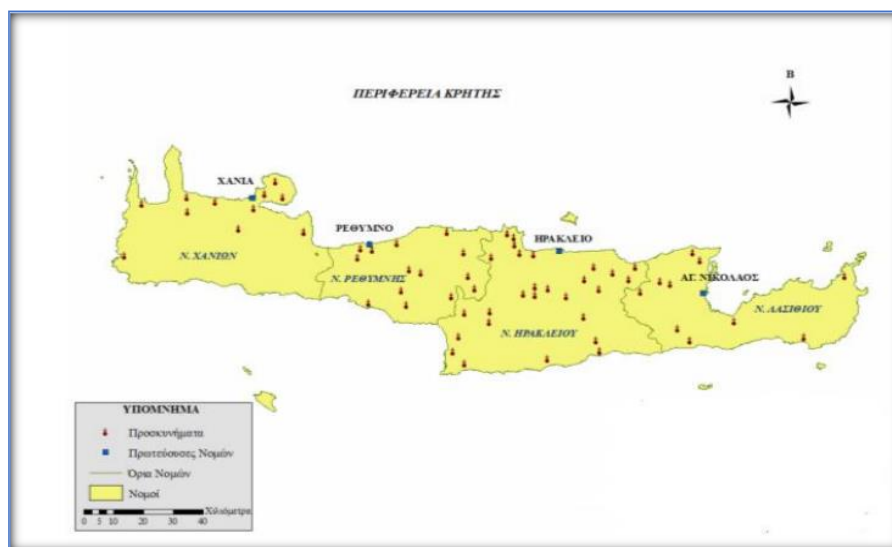 ΠΕΡΙΦΕΡΕΙΑ ΚΡΗΤΗΣ
Β
ΧΑΝΙΑ
ΡΕΘΥΜΝΟ
ΗΡΑΚΛΕΙΟ
ΑΓ. ΝΙΚΟΛΑΟΣ
Ν. ΧΑΝΙΩΝ
Ν. ΡΕΘΥΜΝΗΣ
Ν. ΗΡΑΚΛΕΙΟΥ
Ν. ΛΑΣΙΘΙΟΥ
ΥΠΟΜΝΗΜΑ
Προσκυνήματα
Πρωτεύουσες Νομών
Όρια Νομών
Νομοί
Χιλιόμετρα
0 5 10 20 30 40